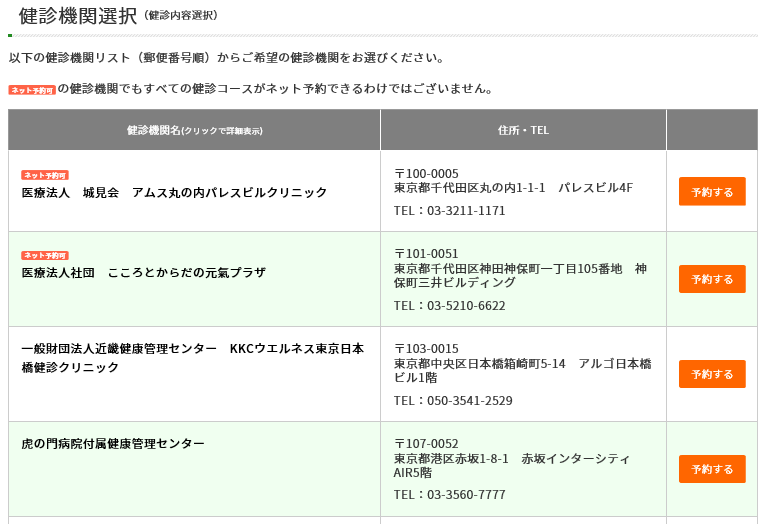 健診機関選択（健診内容選択）
以下の健診機関リスト（郵便番号順）からご希望の健診機関をお選びください。
ネット予約可の健診機関でもすべての健診コースがネット予約できるわけではございません。
健診機関名(クリックで詳細表示)
住所・TEL
ネット予約可
医療法人　城見会　アムス丸の内パレスビルクリニック
〒100-0005
東京都千代田区丸の内1-1-1　パレスビル4F
TEL：03-3211-1171
予約する
ネット予約可
医療法人社団　こころとからだの元氣プラザ
〒101-0051
東京都千代田区神田神保町一丁目105番地　神
保町三井ビルディング
TEL：03-5210-6622
予約する
一般財団法人近畿健康管理センター　KKCウエルネス東京日本
橋健診クリニック
〒103-0015
東京都中央区日本橋箱崎町5-14　アルゴ日本橋
ビル1階
TEL：050-3541-2529
予約する
虎の門病院付属健康管理センター
〒107-0052
東京都港区赤坂1-8-1　赤坂インターシティ
AIR5階
TEL：03-3560-7777
予約する